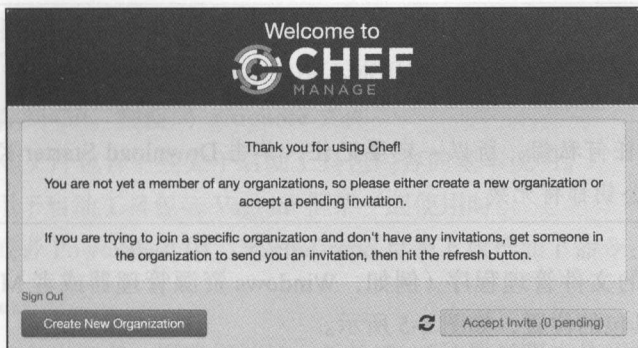 Welcome to
CHEF
MANAGE
Thank you for using Chef!
You are not yet a member of any organizations, so please either create a new organization or
accept a pending invitation.
If you are trying to join a specific organization and don't have any invitations, get someone in
the organization to send you an invitation, then hit the refresh button.
Sign Out
Create New Organization
Accept Invite (0 pending)